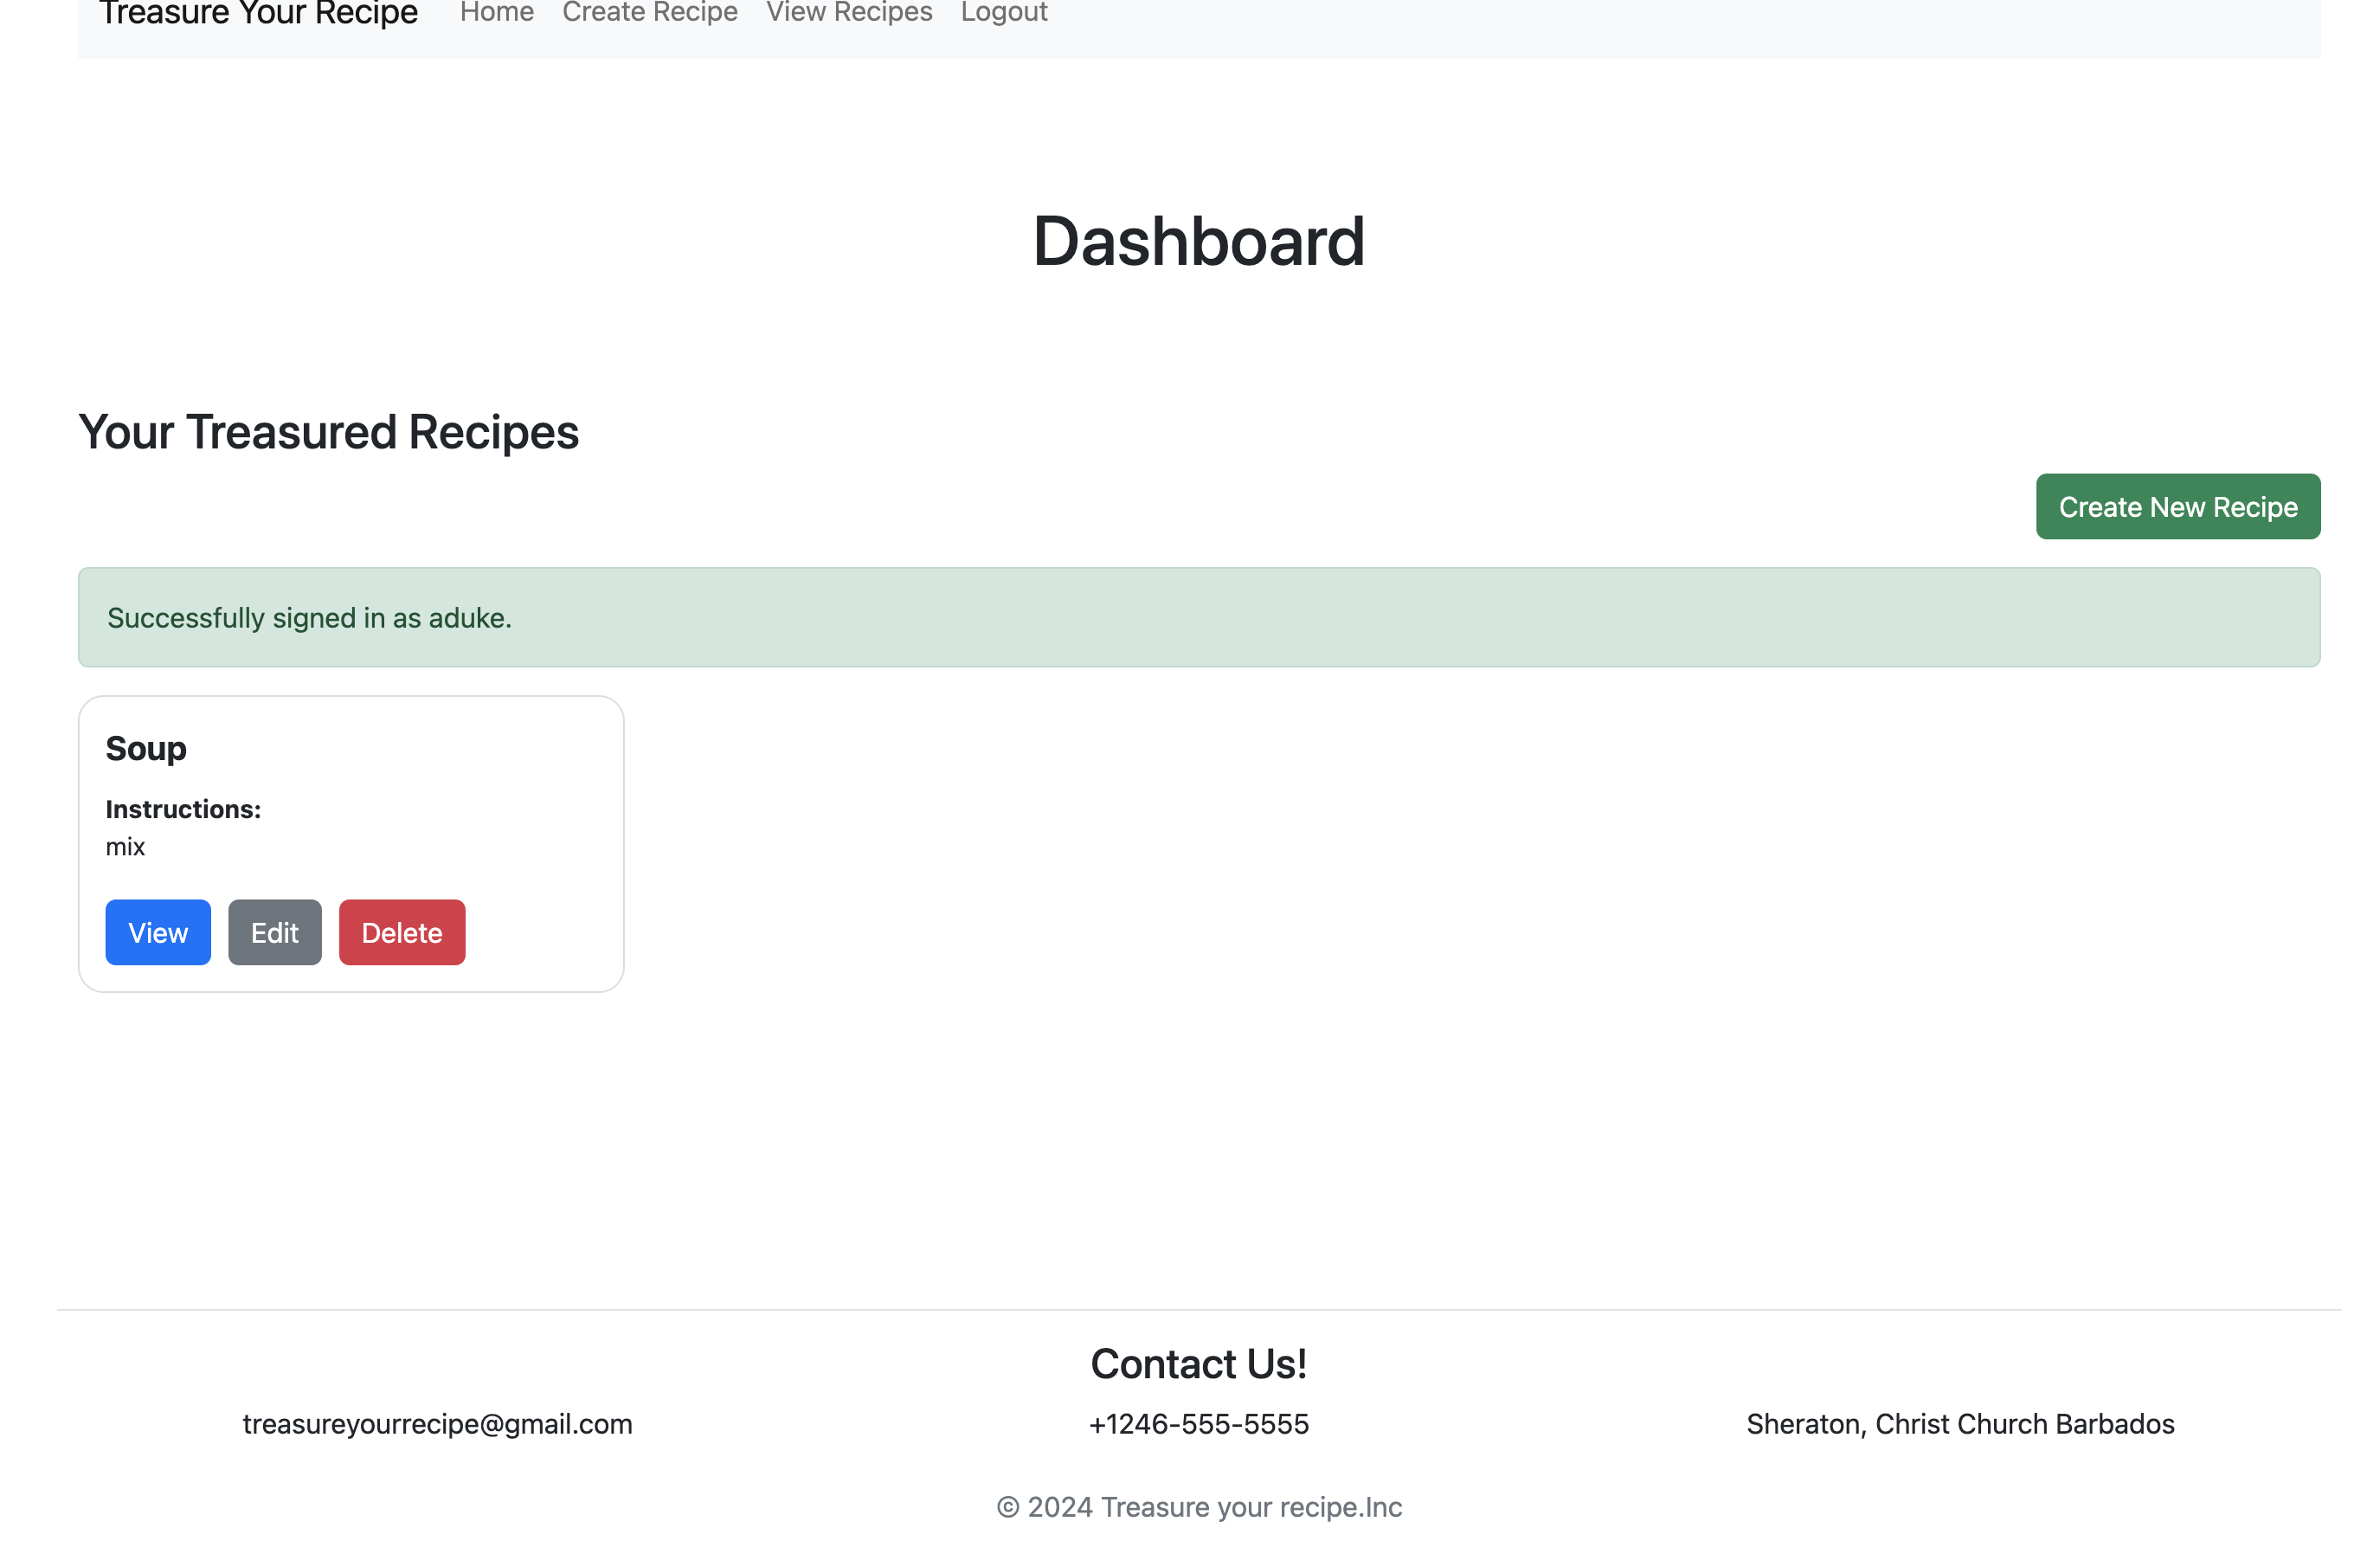 Treasure Your Recipe Home Create Recipe View Recipes Logout
Dashboard
Your Treasured Recipes
Create New Recipe
Successfully signed in as aduke.
Soup
Instructions:
mix
View Edit Delete
Contact Us!
treasureyourrecipe@gmail.com +1246-555-5555 Sheraton, Christ Church Barbados
© 2024 Treasure your recipe.Inc